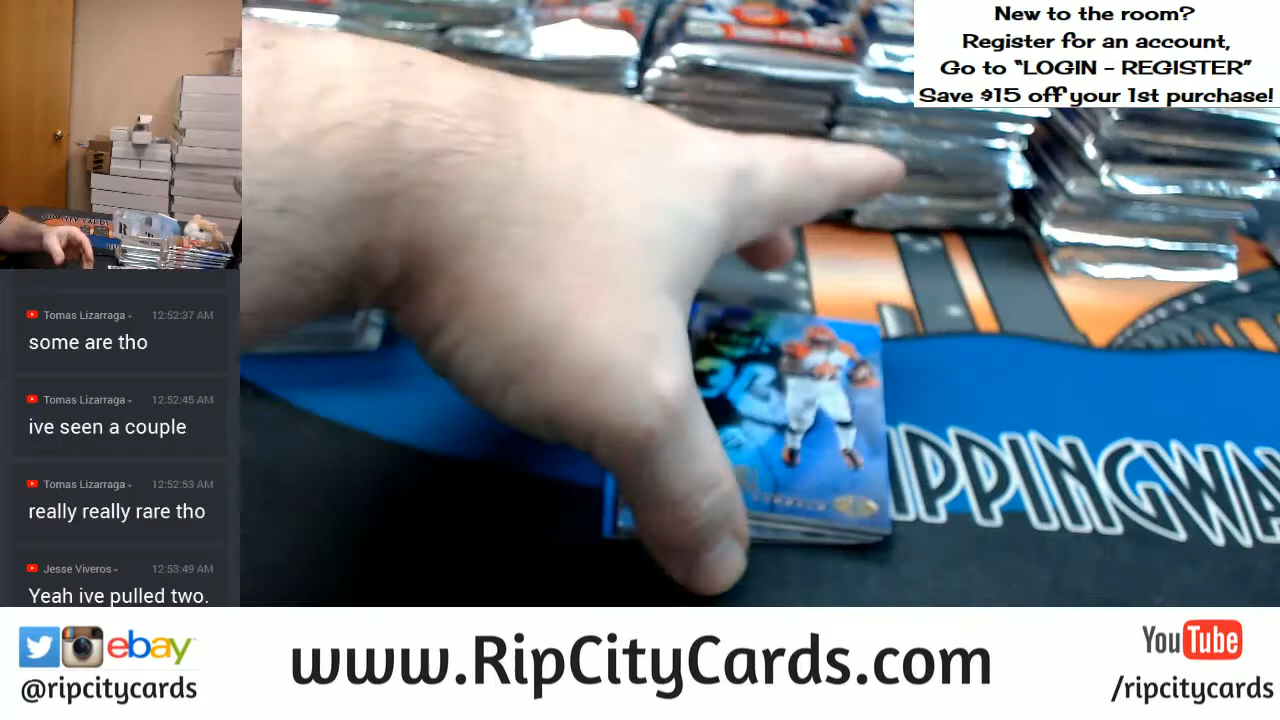 New to the room?
Register for an account,
Go to "LOGIN - REGISTER"
Save $15 off your 1st purchase!
Tomas Lizarraga 12:52:37 AM
some are tho
Tomas Lizarraga 12:52:45 AM
ive seen a couple
Tomas Lizarraga 12:52:53 AM
really really rare tho
Jesse Viveros 12:53:49 AM
Yeah ive pulled two.
IPPINGWA
ebay
@ripcitycards
www.RipCityCards.com
YouTube
/ripcitycards